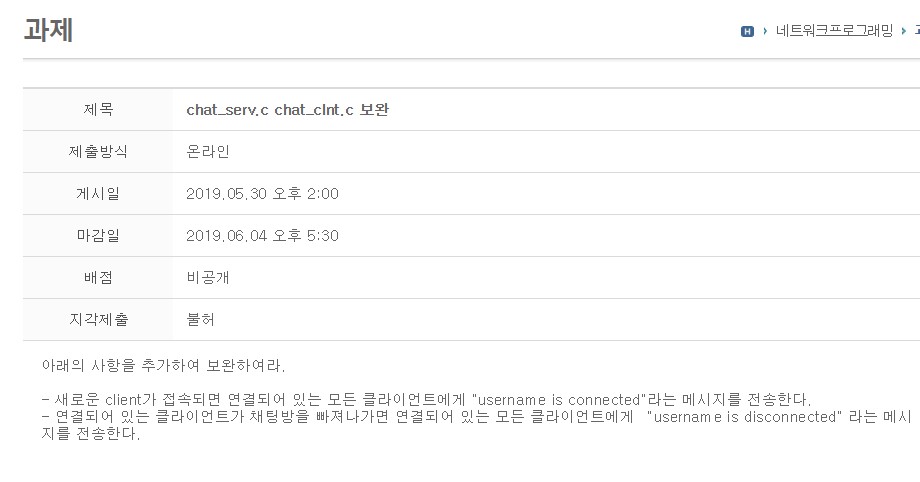 과제
네트워크프로그래밍
제목 chat_serv.c chat_clnt.c 보완
제출방식 온라인
게시일 2019.05.30 오후 2:00
마감일 2019.06.04 오후 5:30
배점 비공개
지각제출 불허
아래의 사항을 추가하여 보완하여라.
- 새로운 client가 접속되면 연결되어 있는 모든 클라이언트에게 "username is connected"라는 메시지를 전송한다.
- 연결되어 있는 클라이언트가 채팅방을 빠져나가면 연결되어 있는 모든 클라이언트에게 "username is disconnected" 라는 메시
지를 전송한다.